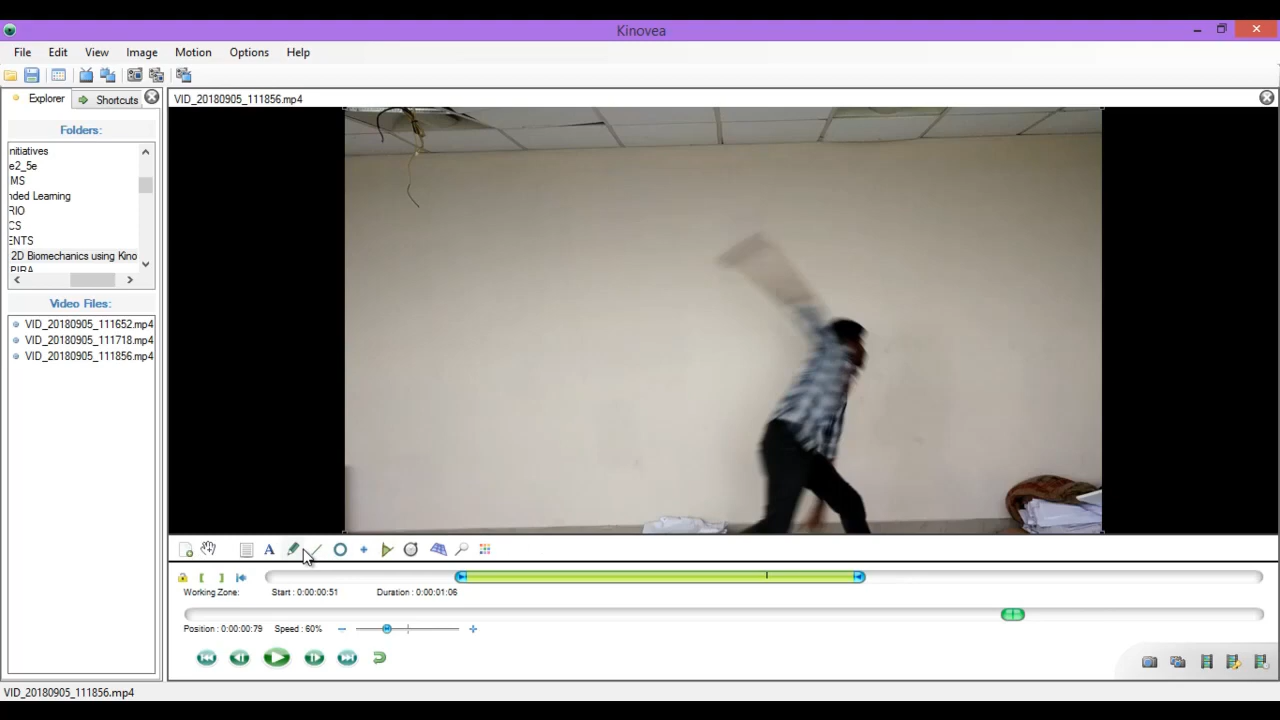 Kinovea
File Edit View Image Motion Options Help
Explorer Shortcuts
VID_20180905_111856.mp4
Folders:
nitiatives
e2_5e
MS
nded Learning
RIO
CS
ENTS
2D Biomechanics using Kino
PIRA
Video Files:
VID_20180905_111652.mp4
VID_20180905_111718.mp4
VID_20180905_111856.mp4
A
Working Zone: Start : 0:00:00:51 Duration : 0:00:01:06
Position : 0:00:00:79 Speed : 60%
VID_20180905_111856.mp4